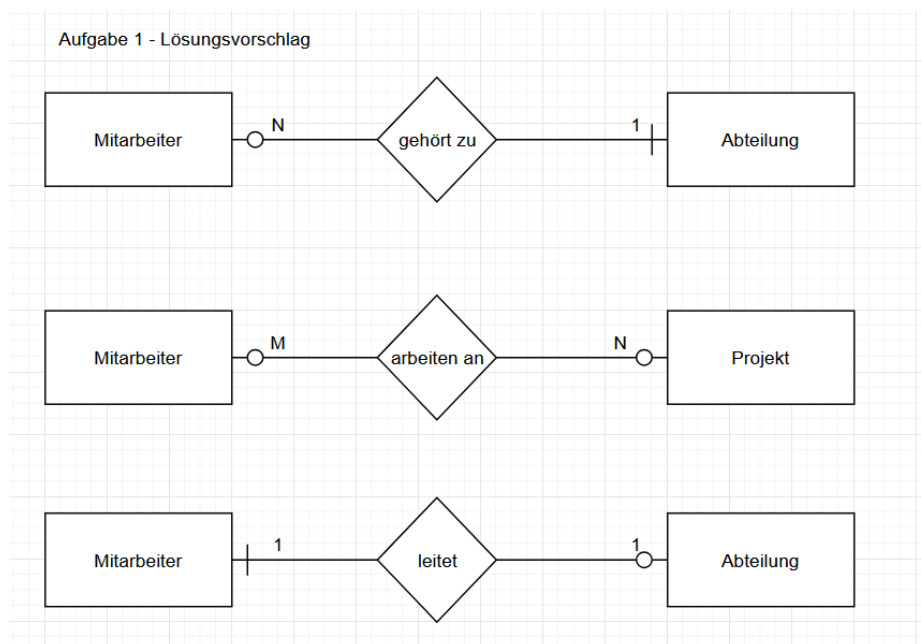 Aufgabe 1 - Lösungsvorschlag
Mitarbeiter
N
gehört zu
1
Abteilung
Mitarbeiter
M
arbeiten an
N
Projekt
Mitarbeiter
1
leitet
1
Abteilung